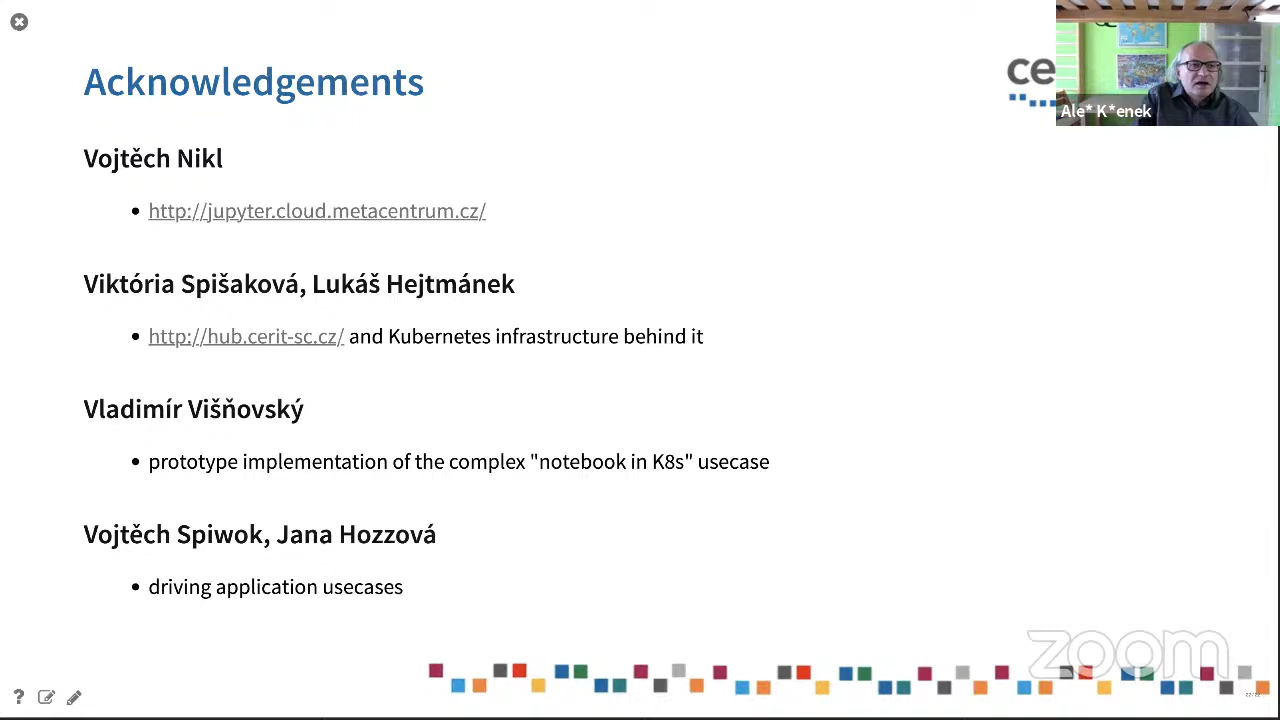 Acknowledgements
ce
Ale* K*enek
Vojtěch Nikl
http://jupyter.cloud.metacentrum.cz/
Viktória Spišaková, Lukáš Hejtmánek
http://hub.cerit-sc.cz/ and Kubernetes infrastructure behind it
Vladimír Višňovský
prototype implementation of the complex "notebook in K8s" usecase
Vojtěch Spiwok, Jana Hozzová
driving application usecases
zoom